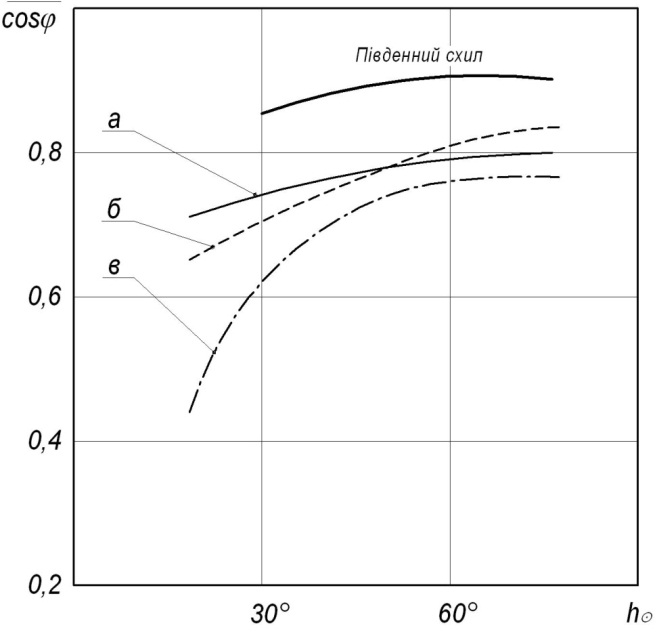 cosφ
Південний схил
а
0,8
б
в
0,6
0,4
0,2
30°
60°
h☉